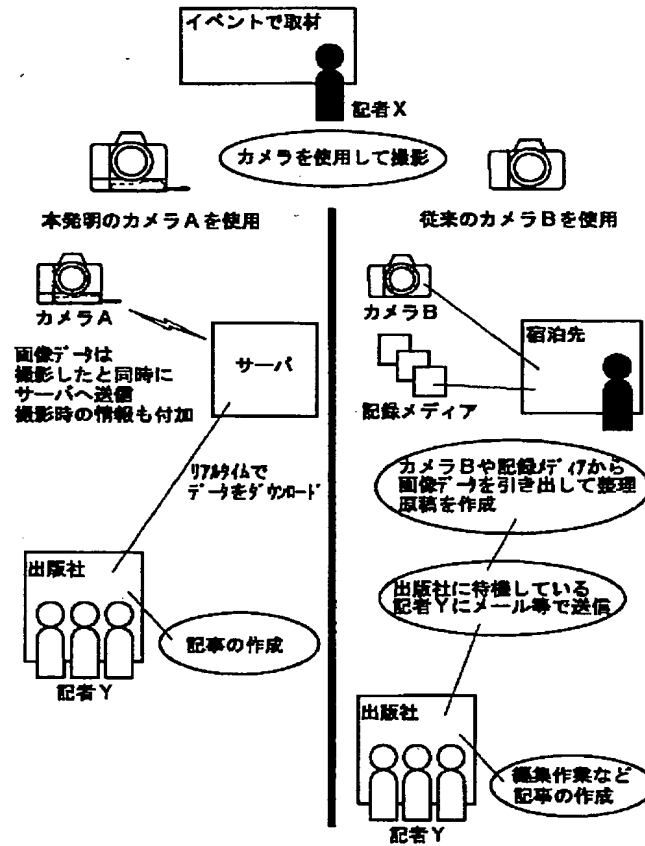 イベントで取材
記者X
カメラを使用して撮影
本発明のカメラAを使用
カメラA
画像データは
撮影したと同時に
サーバへ送信
撮影時の情報も付加
サーバ
リアルタイムで
データをダウンロード
出版社
記事の作成
記者Y
従来のカメラBを使用
カメラB
記録メディア
宿泊先
カメラBや記録メディアから
画像データを引き出して整理
原稿を作成
出版社に待機している
記者Yにメール等で送信
出版社
編集作業など
記事の作成
記者Y